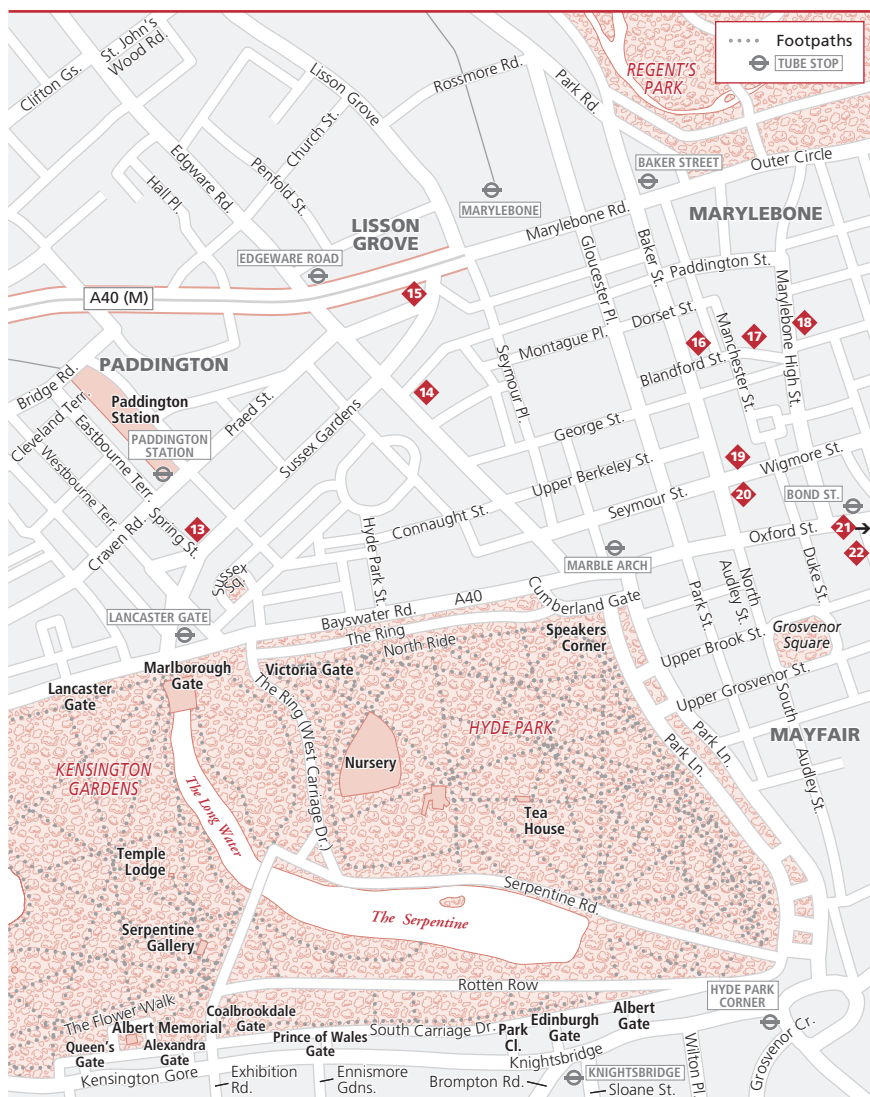 Footpaths
TUBE STOP
St. John's
Wood Rd.
Clifton Gs.
Lisson Grove
Rossmore Rd.
Park Rd.
REGENT'S
PARK
Church St.
Edgware Rd.
Penfold St.
Hall Pl.
BAKER STREET
Outer Circle
MARYLEBONE
LISSON
GROVE
Marylebone Rd.
MARYLEBONE
EDGEWARE ROAD
Gloucester Pl.
Baker St.
Paddington St.
A40 (M)
15
Dorset St.
Manchester St.
Marylebone High St.
16
17
18
Montague Pl.
Seymour Pl.
Blandford St.
PADDINGTON
Bridge Rd.
Paddington
Station
14
Cleveland Terr.
Eastbourne Terr.
Westbourne Terr.
Praed St.
Sussex Gardens
George St.
PADDINGTON
STATION
Upper Berkeley St.
19
Wigmore St.
20
Seymour St.
BOND ST.
13
Spring St.
Craven Rd.
Connaught St.
Hyde Park St.
Oxford St.
21
22
MARBLE ARCH
Sussex
Sq.
Cumberland Gate
North
Audley St.
Park St.
Duke St.
LANCASTER GATE
Bayswater Rd.
A40
The Ring
North Ride
Speakers
Corner
Grosvenor
Square
Upper Brook St.
Marlborough
Gate
Victoria Gate
Lancaster
Gate
The Ring (West Carriage Dr.)
Upper Grosvenor St.
South Audley St.
HYDE PARK
Park Ln.
Park Ln.
MAYFAIR
KENSINGTON
GARDENS
Nursery
The Long Water
Tea
House
Temple
Lodge
Serpentine Rd.
The Serpentine
Serpentine
Gallery
Rotten Row
HYDE PARK
CORNER
The Flower Walk
Coalbrookdale
Gate
Albert Memorial
Queen's
Gate
Alexandra
Gate
Prince of Wales
Gate
South Carriage Dr.
Park
Cl.
Edinburgh
Gate
Albert
Gate
Knightsbridge
Grosvenor Cr.
Wilton Pl.
Kensington Gore
Exhibition
Rd.
Ennismore
Gdns.
Brompton Rd.
KNIGHTSBRIDGE
Sloane St.